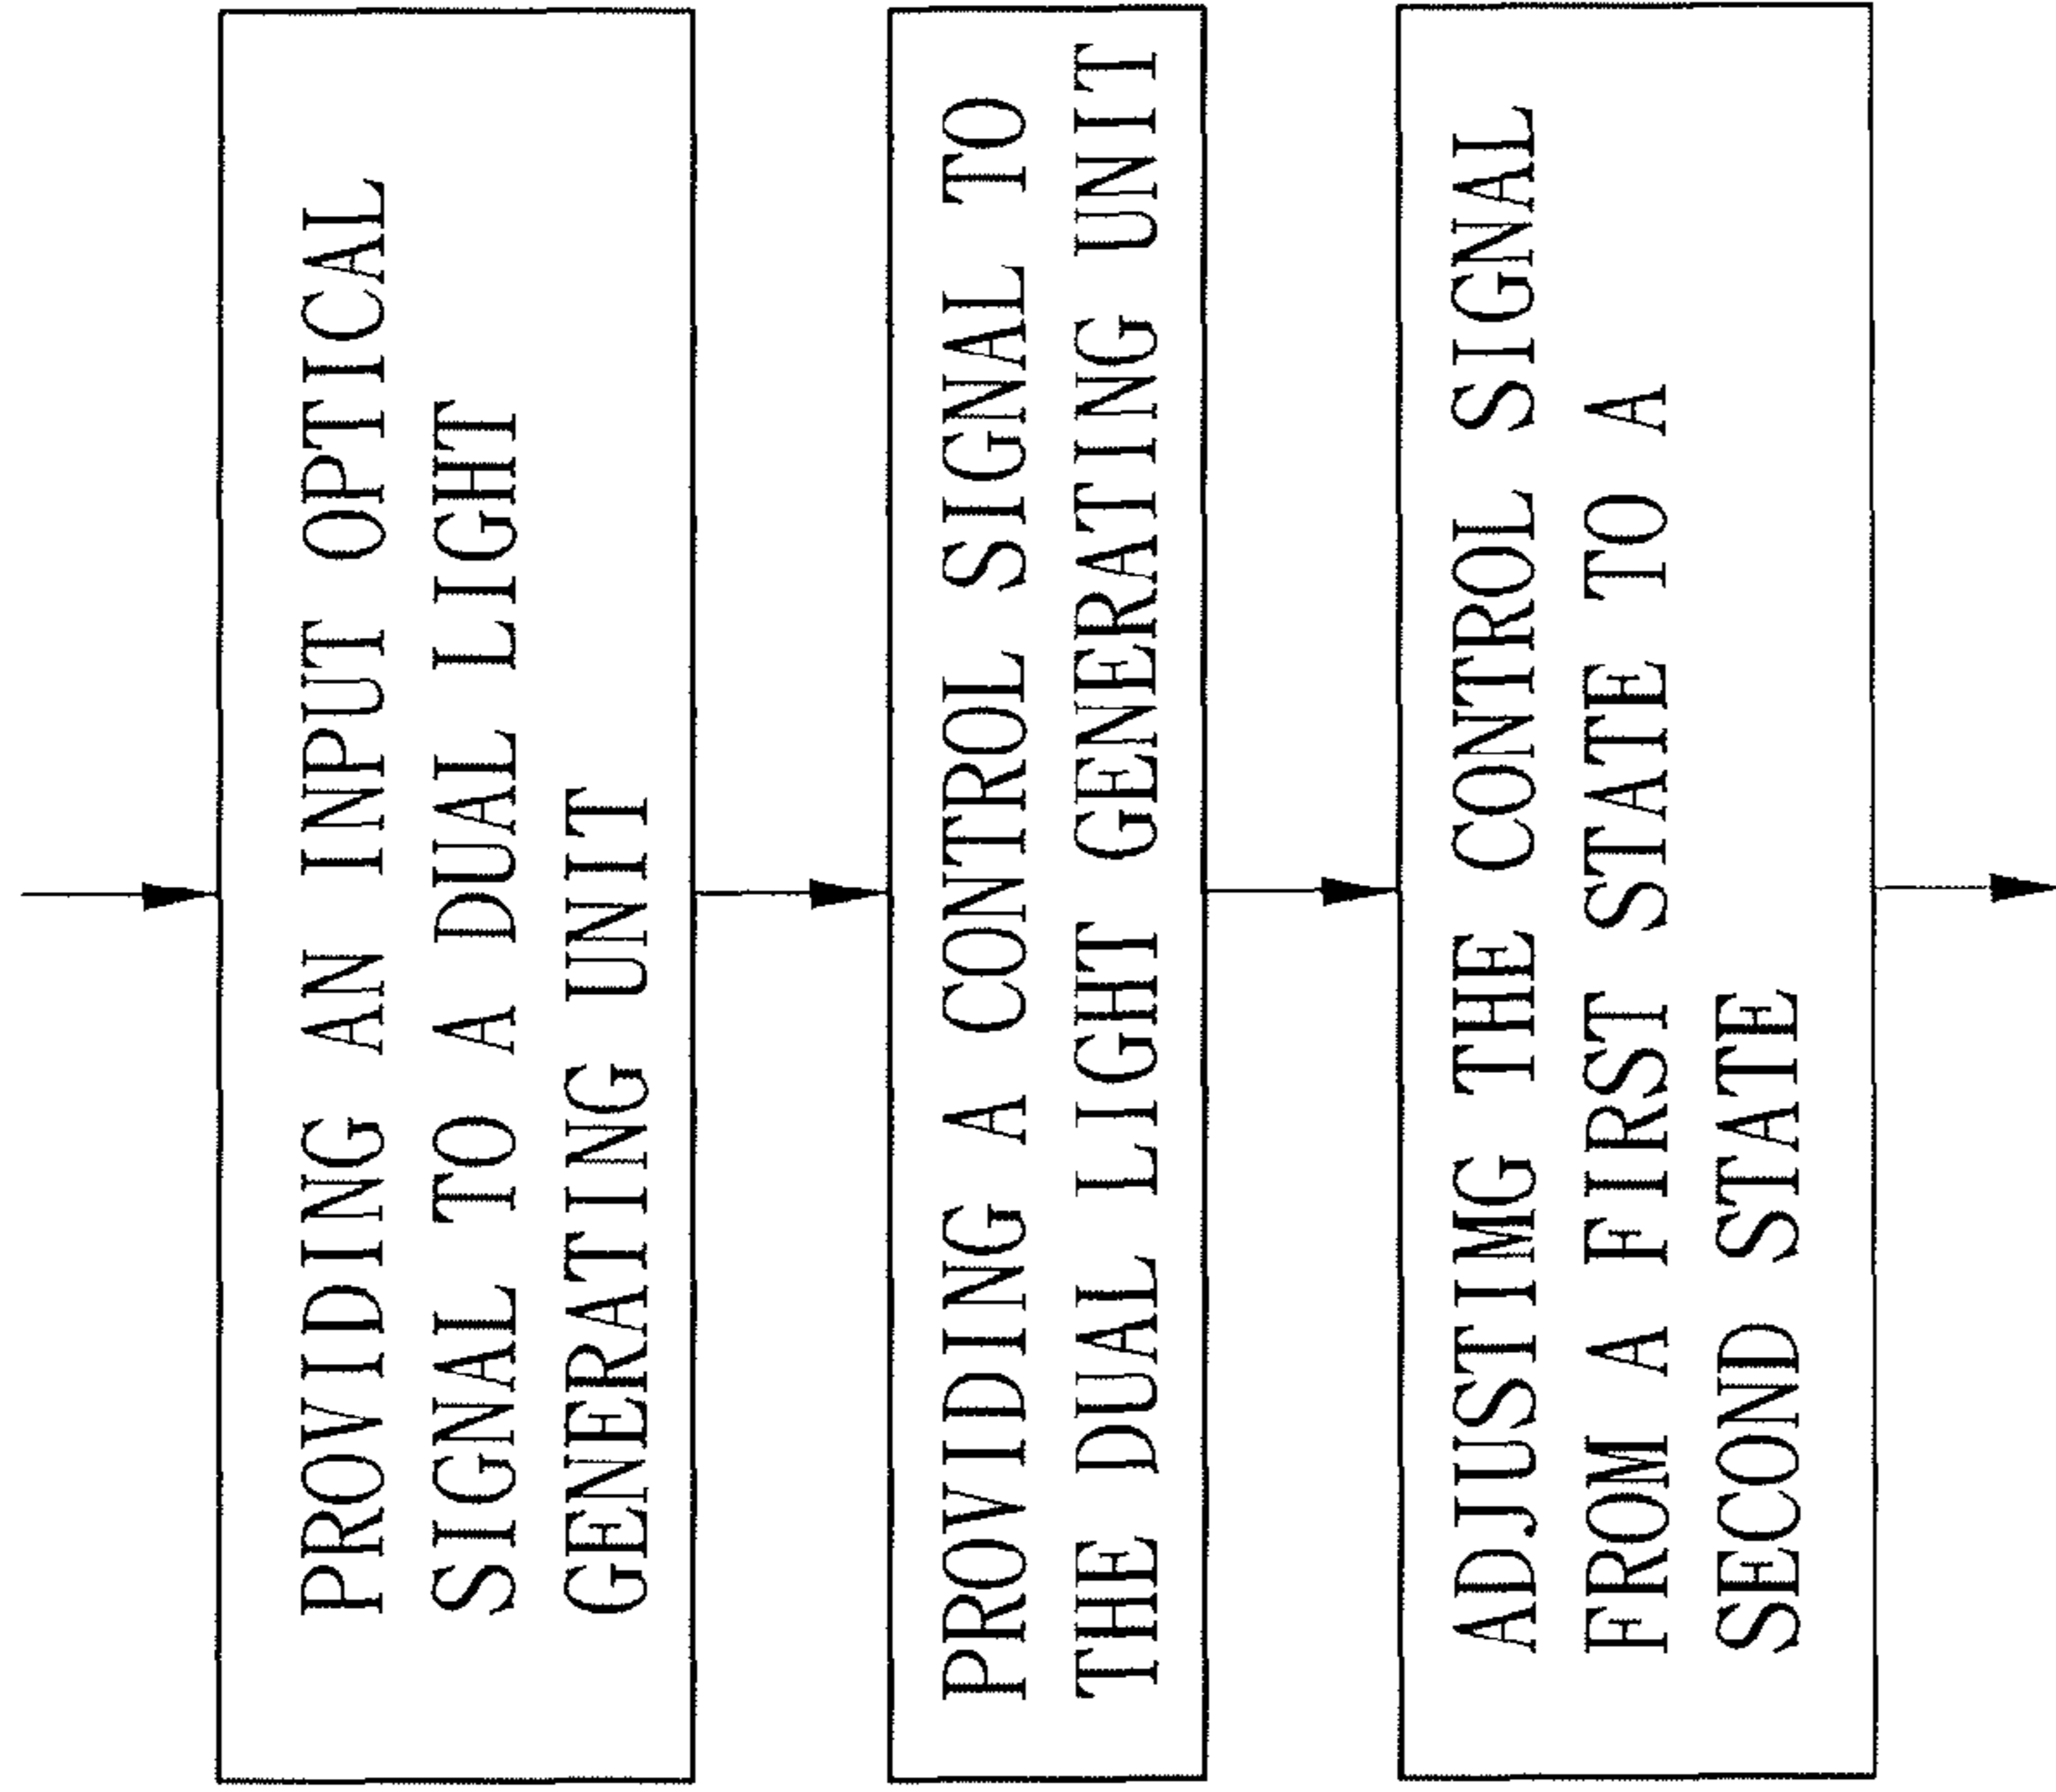 PROVIDING AN INPUT OPTICAL
SIGNAL TO A DUAL LIGHT
GENERATING UNIT
PROVIDING A CONTROL SIGNAL TO
THE DUAL LIGHT GENERATING UNIT
ADJUSTIMG THE CONTROL SIGNAL
FROM A FIRST STATE TO A
SECOND STATE